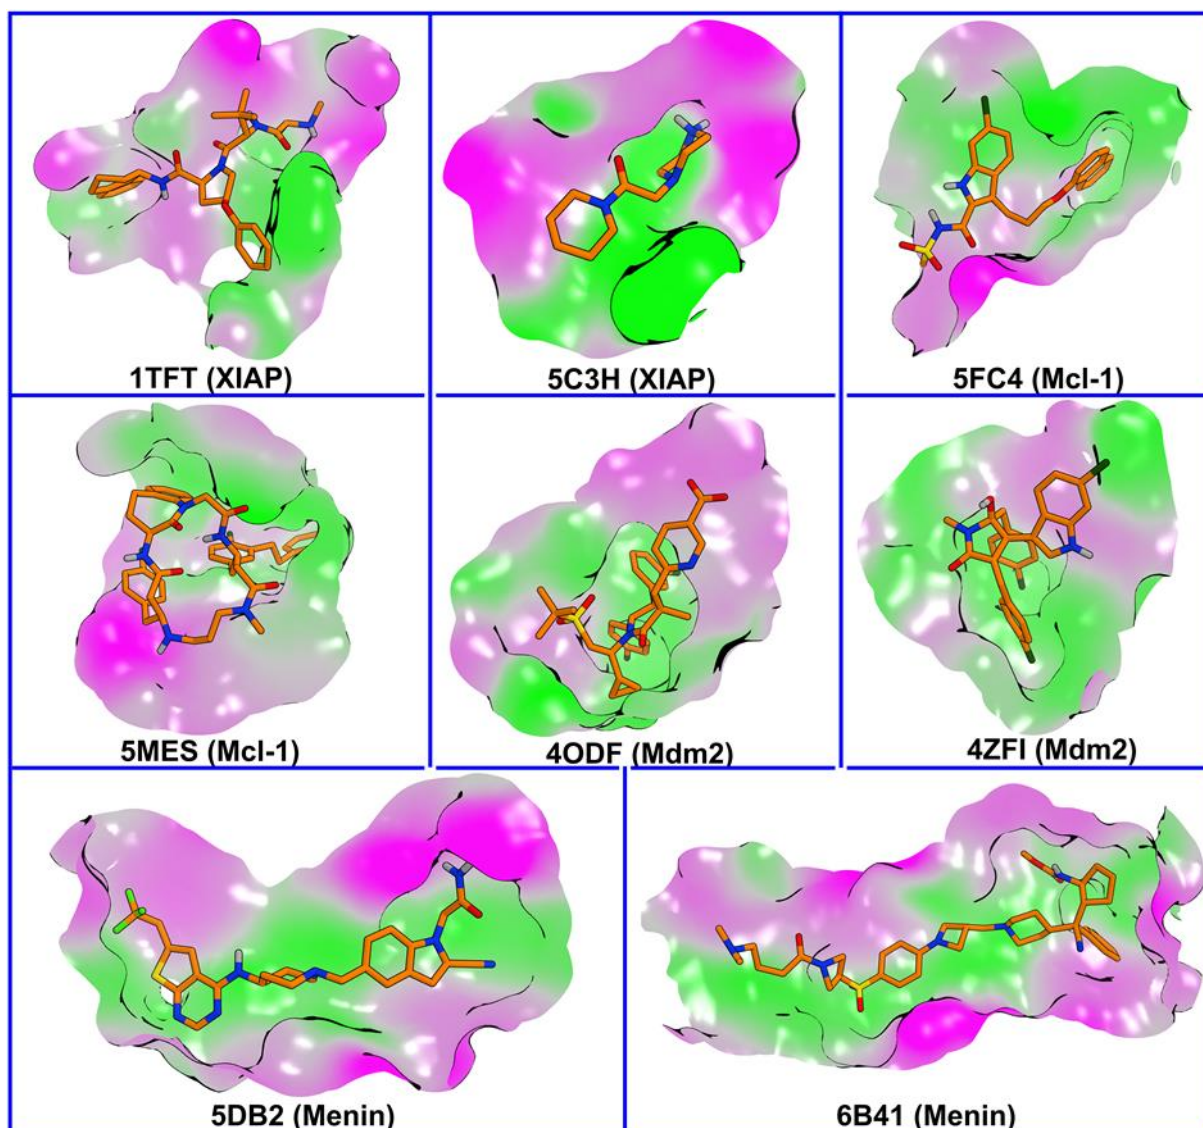 1TFT (XIAP)
5C3H (XIAP)
5FC4 (Mcl-1)
5MES (Mcl-1)
4ODF (Mdm2)
4ZFI (Mdm2)
5DB2 (Menin)
6B41 (Menin)